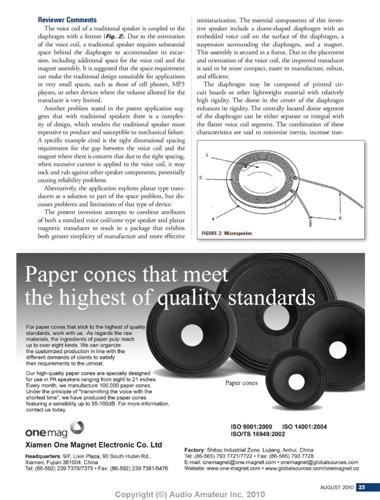 Reviewer Comments
The voice coil of a traditional speaker is coupled to the
diaphragm with a former (Fig. 2). Due to the orientation
of the voice coil, a traditional speaker requires substantial
space behind the diaphragm to accommodate its excur-
sion, including additional space for the voice coil and the
magnet assembly. It is suggested that the space requirement
can make the traditional design unsuitable for applications
in very small spaces, such as those of cell phones, MP3
players, or other devices where the volume allowed for the
transducer is very limited.
Another problem stated in the patent application sug-
gests that with traditional speakers there is a complex-
ity of design, which renders the traditional speaker more
expensive to produce and susceptible to mechanical failure.
A specific example cited is the tight dimensional spacing
requirement for the gap between the voice coil and the
magnet where there is concern that due to the tight spacing,
when excessive current is applied to the voice coil, it may
rock and rub against other speaker components, potentially
causing reliability problems.
Alternatively, the application explores planar type trans-
ducers as a solution to part of the space problem, but dis-
cusses problems and limitations of that type of device.
The present invention attempts to combine attributes
of both a standard voice coil/cone type speaker and planar
magnetic transducer to result in a package that exhibits
both greater simplicity of manufacture and more effective
miniaturization. The essential components of this inven-
tive speaker include a dome-shaped diaphragm with an
embedded voice coil on the surface of the diaphragm, a
suspension surrounding the diaphragm, and a magnet.
This assembly is secured in a frame. Due to the placement
and orientation of the voice coil, the improved transducer
is said to be more compact, easier to manufacture, robust,
and efficient.
The diaphragm may be composed of printed cir-
cuit boards or other lightweight material with relatively
high rigidity. The dome in the center of the diaphragm
enhances its rigidity. The centrally located dome segment
of the diaphragm can be either separate or integral with
the flatter voice coil segment. The combination of these
characteristics are said to minimize inertia, increase tran-
1
2
4
6
FIGURE 2: Microspeaker.
Paper cones that meet
the highest of quality standards
For paper cones that stick to the highest of quality
standards, work with us. As regards the raw
materials, the ingredients of paper pulp reach
up to over eight kinds. We can organize
the customized production in line with the
different demands of clients to satisfy
their requirements to the utmost.
Our high-quality paper cones are specially designed
for use in PA speakers ranging from eight to 21 inches.
Every month, we manufacture 100,000 paper cones.
Under the principle of "transmitting the voice with the
shortest time", we have produced the paper cones
featuring a sensibility up to 95-100dB. For more information,
contact us today.
Paper cones
onemag
Xiamen One Magnet Electronic Co. Ltd
Headquarters: 9/F, Lixin Plaza, 90 South Hubin Rd.,
Xiamen, Fujian 361004, China
Tel: (86-592) 239 7378/7379 • Fax: (86-592) 239 7381/6476
ISO 9001:2000 ISO 14001:2004
ISO/TS 16949:2002
Factory: Shitou Industrial Zone, Lujiang, Anhui, China
Tel: (86-565) 793 7721/7722 • Fax: (86-565) 793 7728
E-mail: onemagnet@one-magnet.com • onemagnet@globalsources.com
Website: www.one-magnet.com • www.globalsources.com/onemagnet.co
AUGUST 2010 25
Copyright (©) Audio Amateur Inc. 2010